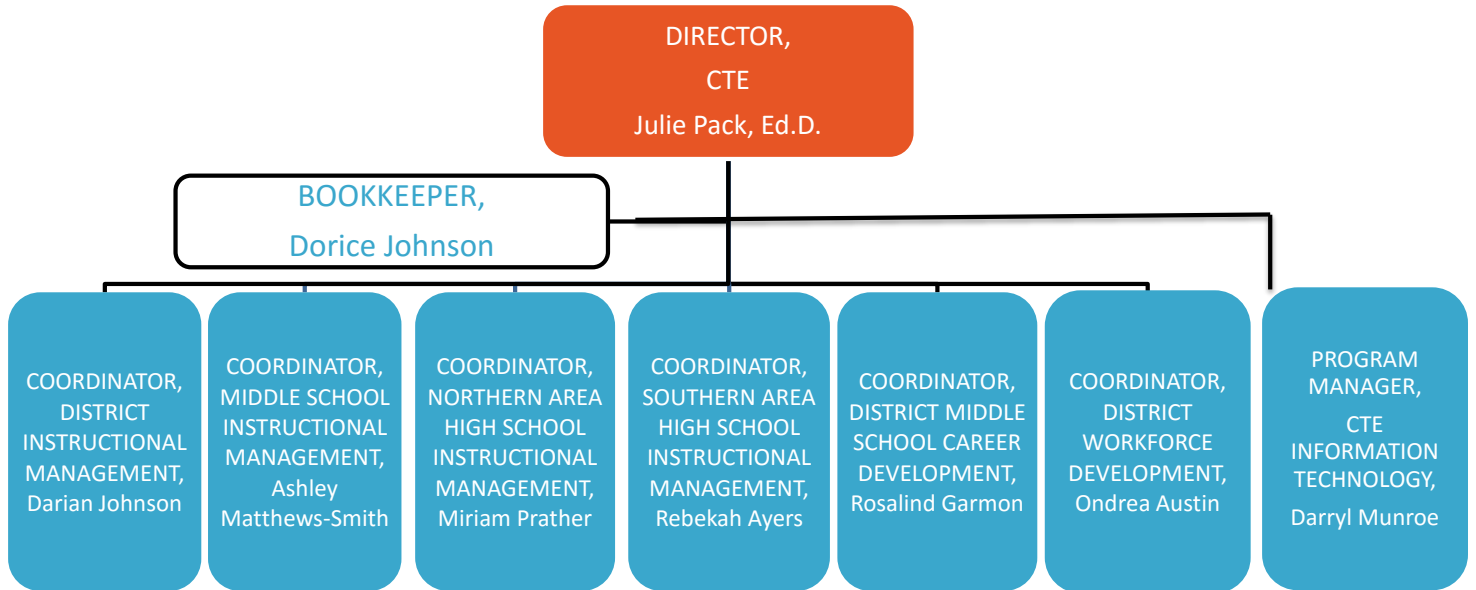 DIRECTOR,
CTE
Julie Pack, Ed.D.
BOOKKEEPER,
Dorice Johnson
COORDINATOR,
DISTRICT
INSTRUCTIONAL
MANAGEMENT,
Darian Johnson
COORDINATOR,
MIDDLE SCHOOL
INSTRUCTIONAL
MANAGEMENT,
Ashley
Matthews-Smith
COORDINATOR,
NORTHERN AREA
HIGH SCHOOL
INSTRUCTIONAL
MANAGEMENT,
Miriam Prather
COORDINATOR,
SOUTHERN AREA
HIGH SCHOOL
INSTRUCTIONAL
MANAGEMENT,
Rebekah Ayers
COORDINATOR,
DISTRICT MIDDLE
SCHOOL CAREER
DEVELOPMENT,
Rosalind Garmon
COORDINATOR,
DISTRICT
WORKFORCE
DEVELOPMENT,
Ondrea Austin
PROGRAM
MANAGER,
CTE
INFORMATION
TECHNOLOGY,
Darryl Munroe